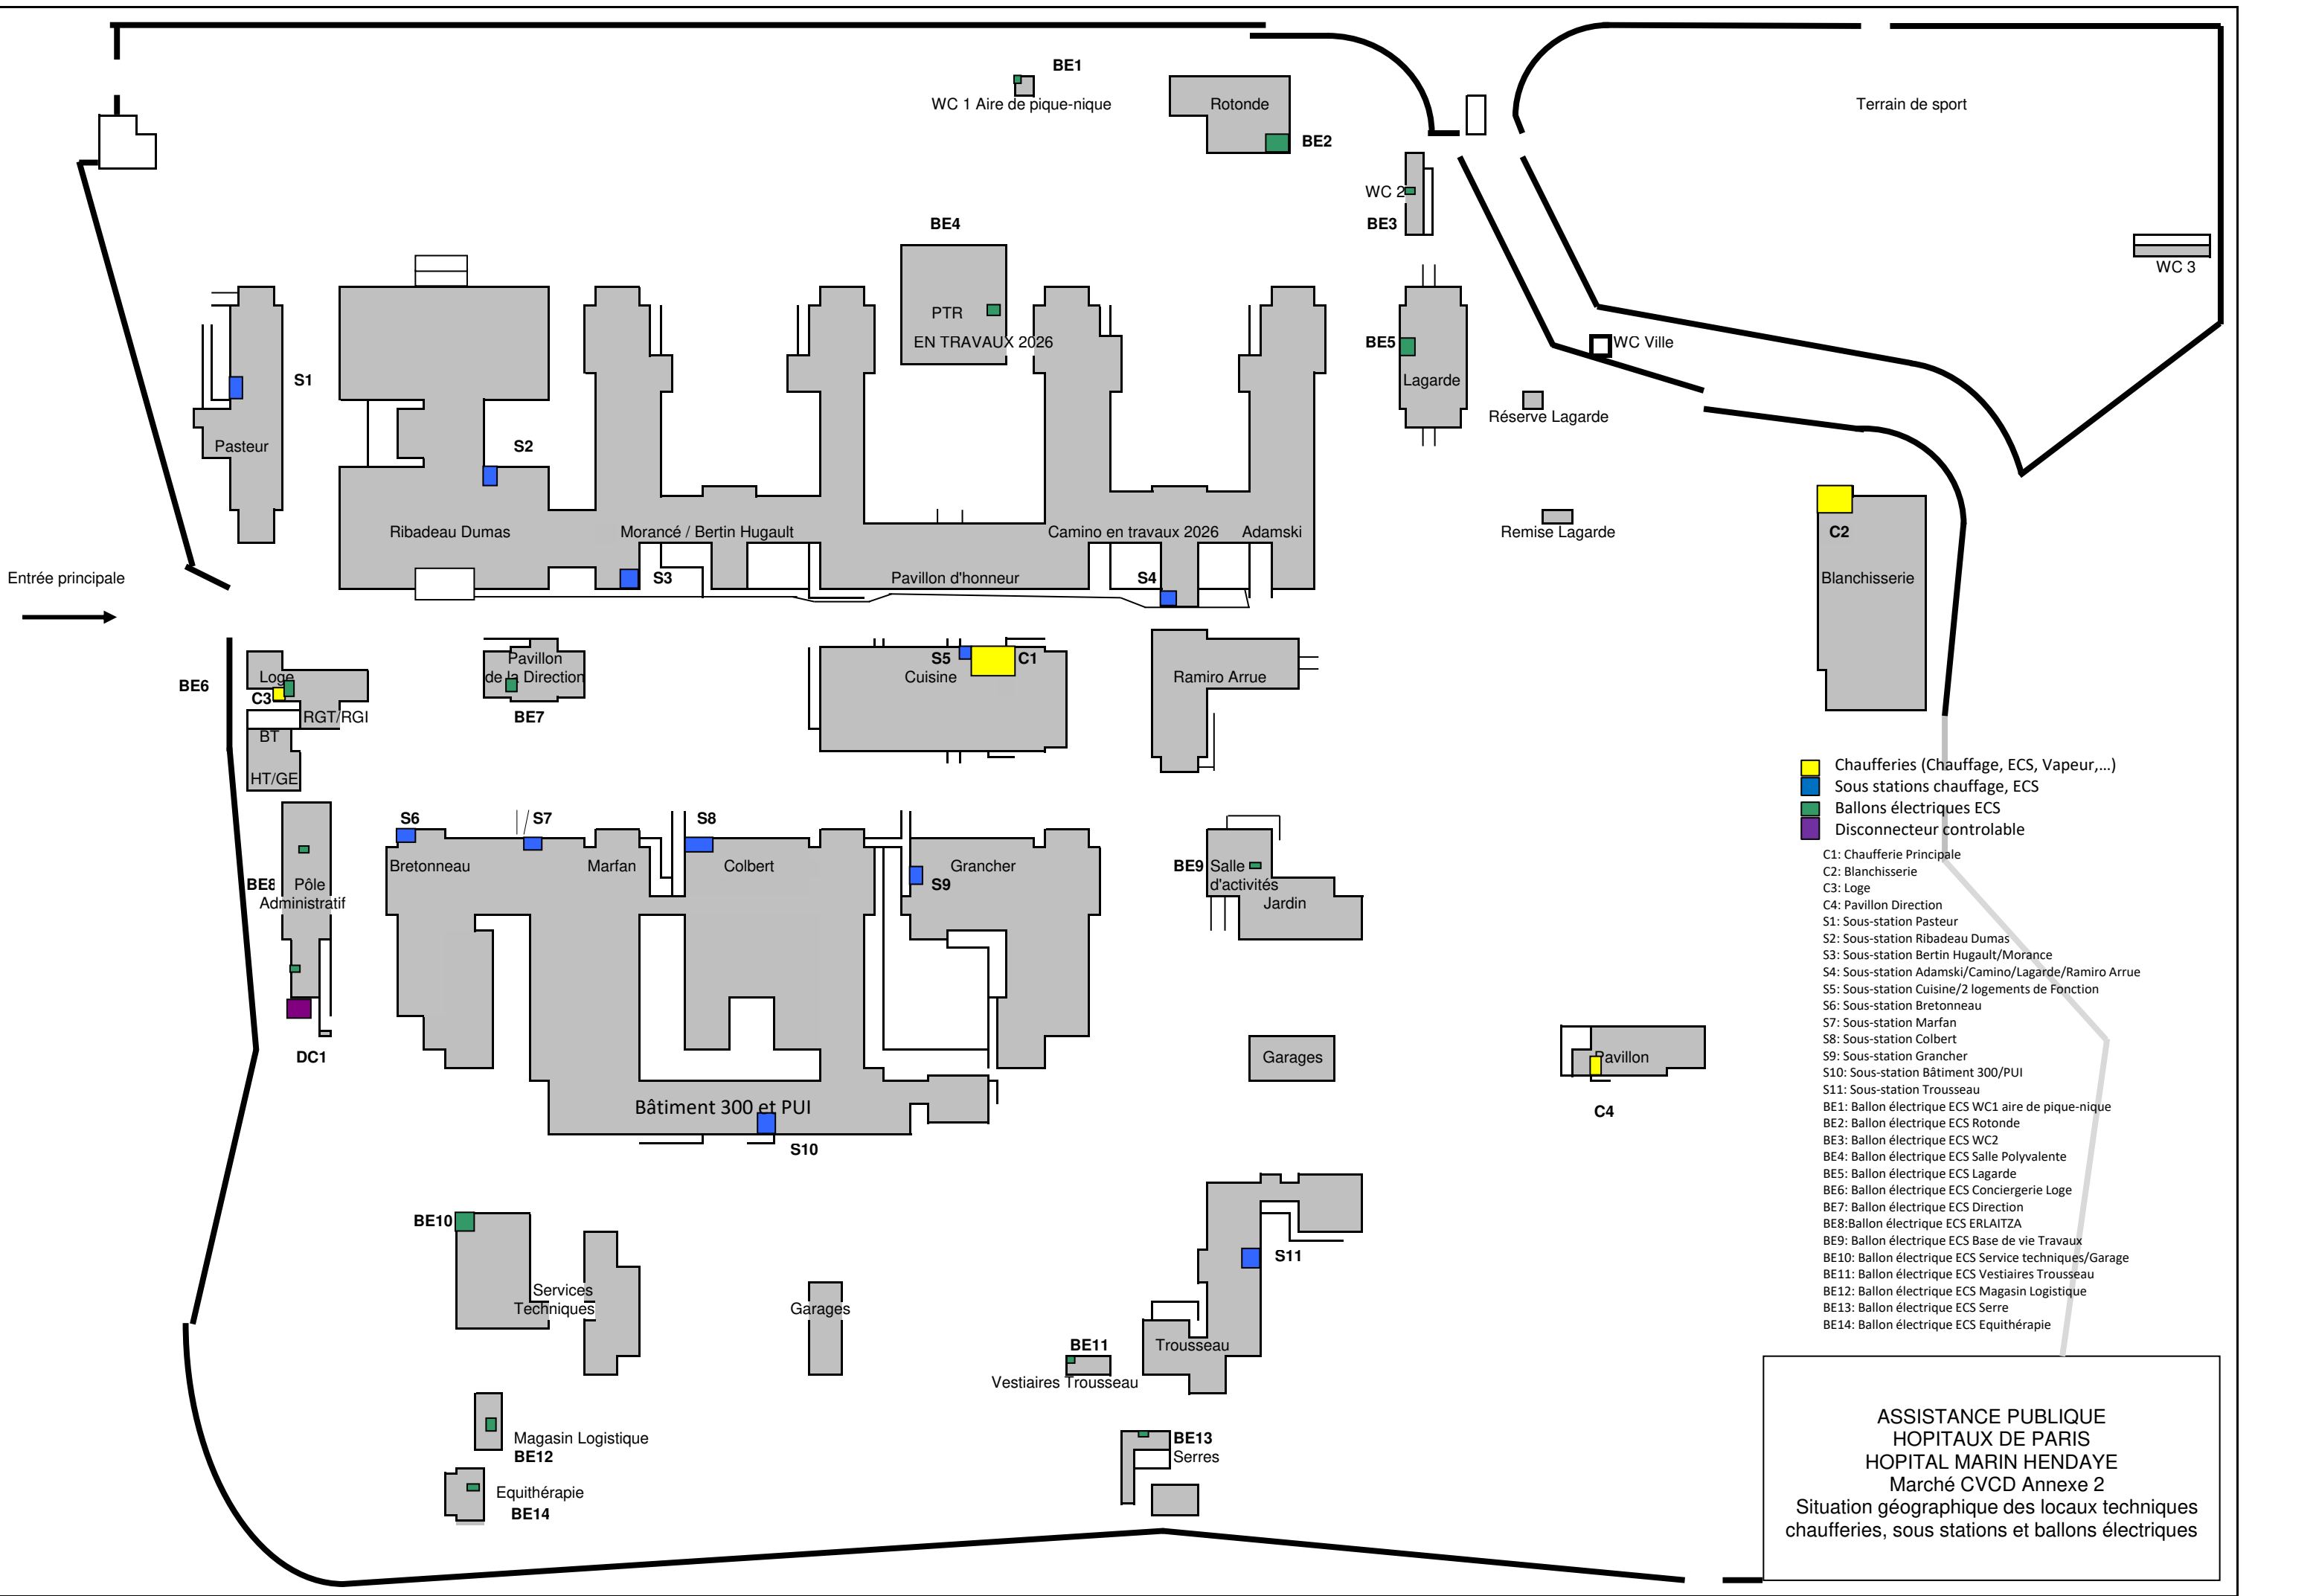 BE1
WC 1 Aire de pique-nique
Rotonde
BE2
Terrain de sport
WC 2
BE3
WC 3
BE4
PTR
EN TRAVAUX 2026
BE5
Lagarde
WC Ville
Réserve Lagarde
Remise Lagarde
S1
Pasteur
S2
Ribadeau Dumas
Morancé / Bertin Hugault
Camino en travaux 2026
Adamski
S3
Pavillon d'honneur
S4
C2
Blanchisserie
Entrée principale
BE6
Loge
C3
RGT/RGI
BT
HT/GE
Pavillon
de la Direction
BE7
S5
C1
Cuisine
Ramiro Arrue
Chaufferies (Chauffage, ECS, Vapeur,...)
Sous stations chauffage, ECS
Ballons électriques ECS
Disconnecteur controlable
S6
Bretonneau
S7
Marfan
S8
Colbert
S9
Grancher
BE9
Salle
d'activités
Jardin
BE8
Pôle
Administratif
DC1
Garages
Pavillon
C4
Bâtiment 300 et PUI
S10
C1: Chaufferie Principale
C2: Blanchisserie
C3: Loge
C4: Pavillon Direction
S1: Sous-station Pasteur
S2: Sous-station Ribadeau Dumas
S3: Sous-station Bertin Hugault/Morance
S4: Sous-station Adamski/Camino/Lagarde/Ramiro Arrue
S5: Sous-station Cuisine/2 logements de Fonction
S6: Sous-station Bretonneau
S7: Sous-station Marfan
S8: Sous-station Colbert
S9: Sous-station Grancher
S10: Sous-station Bâtiment 300/PUI
S11: Sous-station Trousseau
BE1: Ballon électrique ECS WC1 aire de pique-nique
BE2: Ballon électrique ECS Rotonde
BE3: Ballon électrique ECS WC2
BE4: Ballon électrique ECS Salle Polyvalente
BE5: Ballon électrique ECS Lagarde
BE6: Ballon électrique ECS Conciergerie Loge
BE7: Ballon électrique ECS Direction
BE8:Ballon électrique ECS ERLAITZA
BE9: Ballon électrique ECS Base de vie Travaux
BE10: Ballon électrique ECS Service techniques/Garage
BE11: Ballon électrique ECS Vestiaires Trousseau
BE12: Ballon électrique ECS Magasin Logistique
BE13: Ballon électrique ECS Serre
BE14: Ballon électrique ECS Equithérapie
BE10
Services
Techniques
Garages
S11
Trousseau
BE11
Vestiaires Trousseau
Magasin Logistique
BE12
Equithérapie
BE14
BE13
Serres
ASSISTANCE PUBLIQUE
HOPITAUX DE PARIS
HOPITAL MARIN HENDAYE
Marché CVCD Annexe 2
Situation géographique des locaux techniques
chaufferies, sous stations et ballons électriques